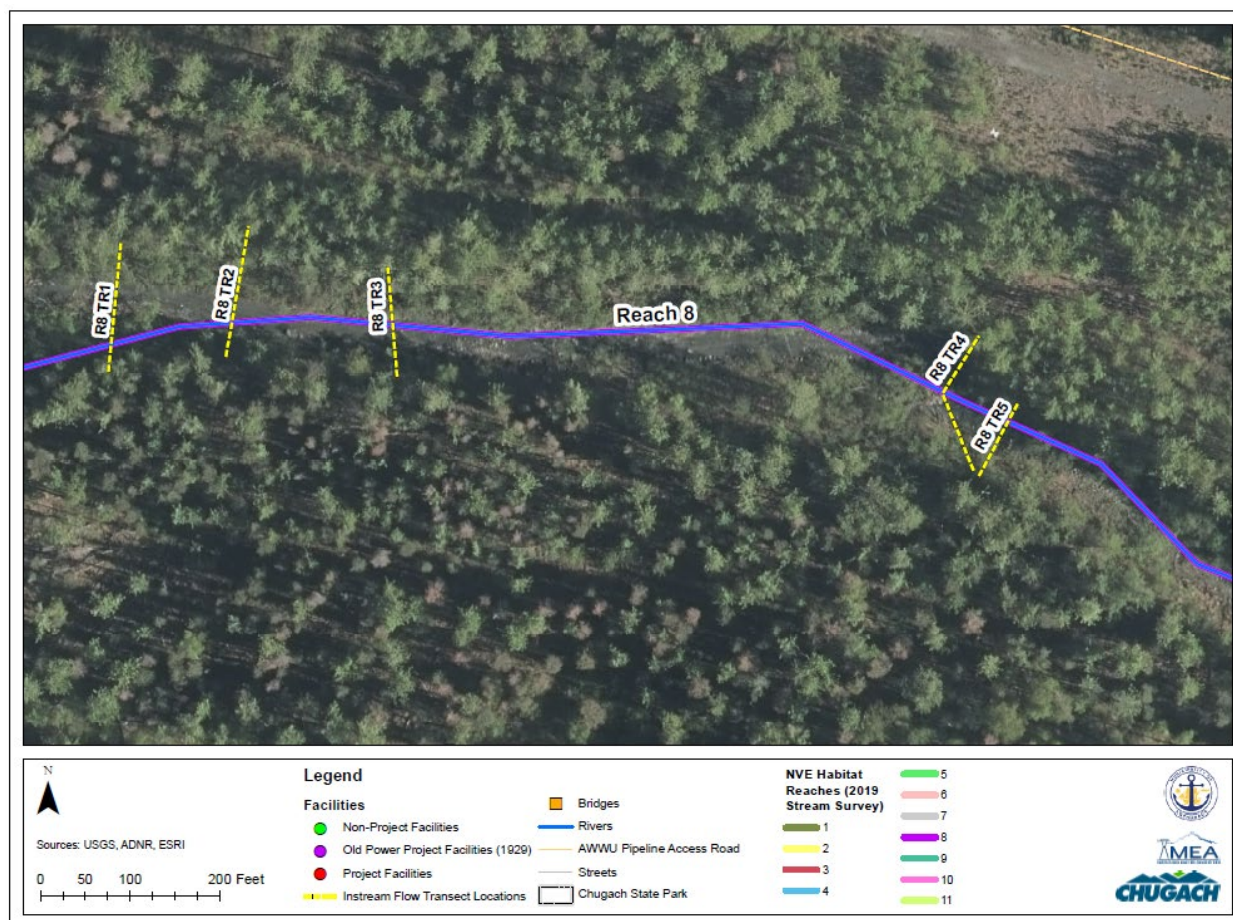 R8 TR1
R8 TR2
R8 TR3
Reach 8
R8 TR4
R8 TR5
N
Sources: USGS, ADNR, ESRI
0 50 100 200 Feet
Legend
Facilities
Non-Project Facilities
Old Power Project Facilities (1929)
Project Facilities
Instream Flow Transect Locations
Bridges
Rivers
AWWU Pipeline Access Road
Streets
Chugach State Park
NVE Habitat
Reaches (2019
Stream Survey)
1
2
3
4
5
6
7
8
9
10
11
MEA
CHUGACH